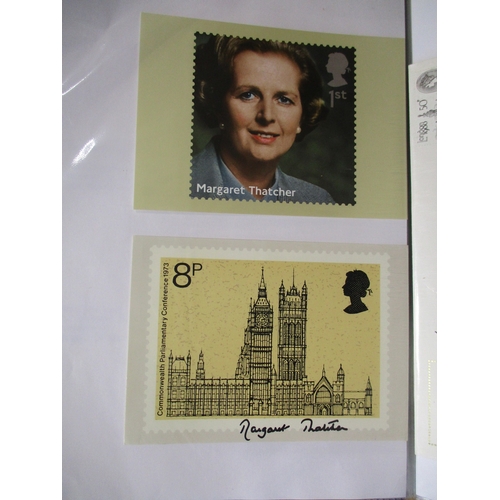 1st
Margaret Thatcher
8P
Commonwealth Parliamentary Conference 1973
Margaret Thatcher